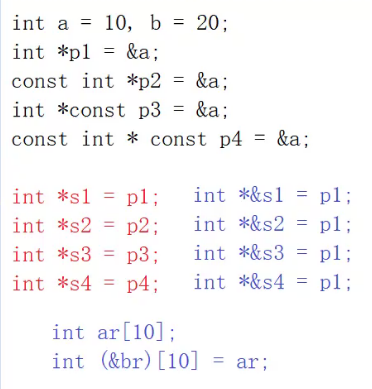 int a = 10, b = 20;
int *p1 = &a;
const int *p2 = &a;
int *const p3 = &a;
const int * const p4 = &a;
int *s1 = p1; int *&s1 = p1;
int *s2 = p2; int *&s2 = p1;
int *s3 = p3; int *&s3 = p1;
int *s4 = p4; int *&s4 = p1;
int ar[10];
int (&br)[10] = ar;